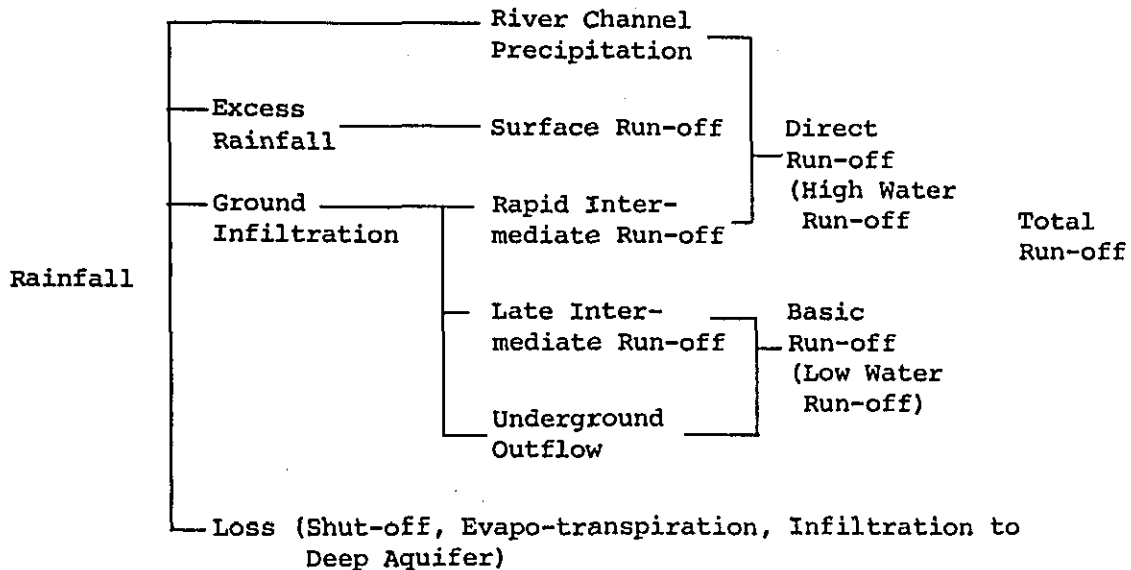 River Channel
Precipitation
Excess
Rainfall
Surface Run-off
Direct
Run-off
(High Water
Run-off
Ground
Infiltration
Rapid Inter-
mediate Run-off
Total
Run-off
Rainfall
Late Inter-
mediate Run-off
Basic
Run-off
(Low Water
Run-off)
Underground
Outflow
Loss (Shut-off, Evapo-transpiration, Infiltration to
Deep Aquifer)